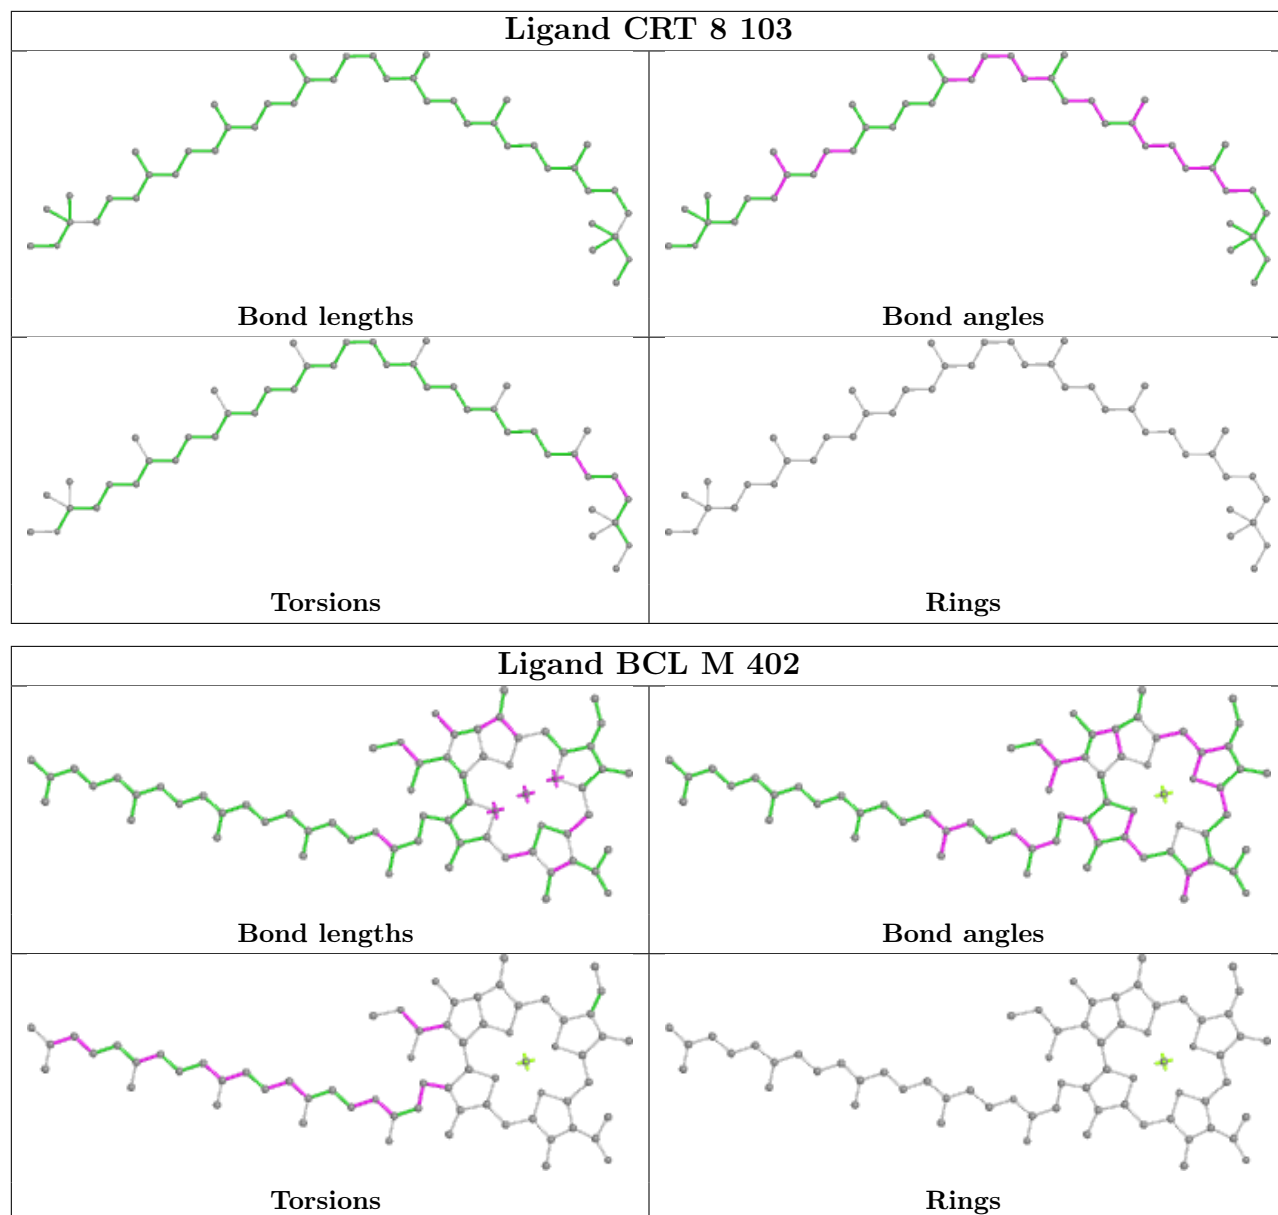 Ligand CRT 8 103
Bond lengths
Bond angles
Torsions
Rings
Ligand BCL M 402
Bond lengths
Bond angles
Torsions
Rings